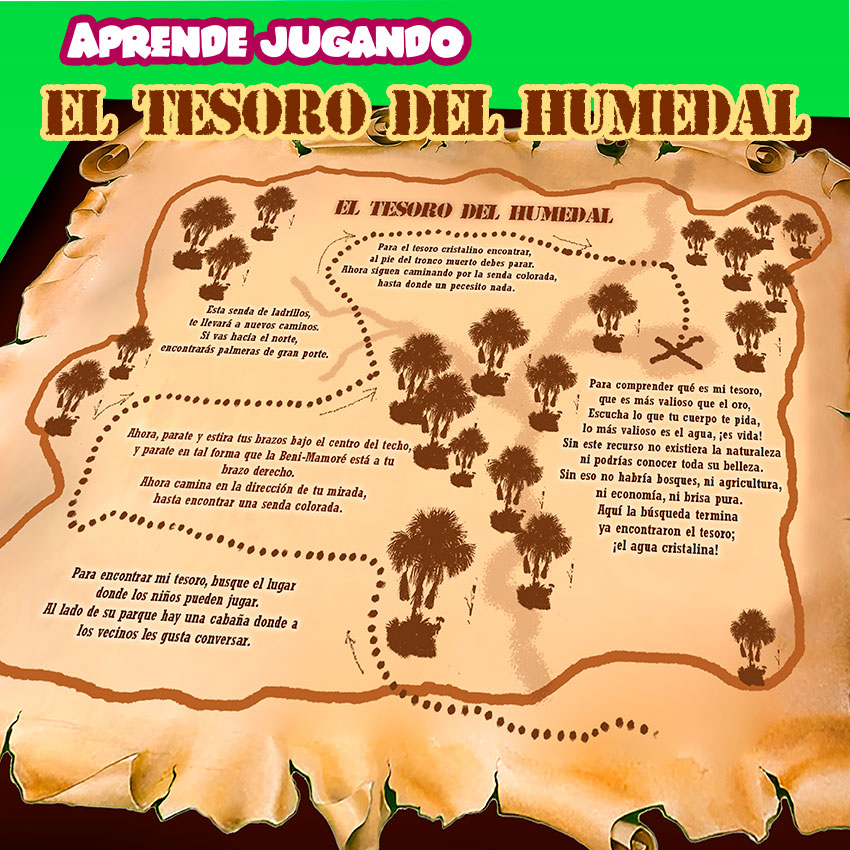 APRENDE JUGANDO
EL TESORO DEL HUMEDAL
EL TESORO DEL HUMEDAL
Para el tesoro cristalino encontrar,
al pie del tronco muerto debes parar.
Ahora siguen caminando por la senda colorada,
hasta donde un pecesito nada.
Esta senda de ladrillos,
te llevará a nuevos caminos.
Si vas hacia el norte,
encontrarás palmeras de gran porte.
Para comprender qué es mi tesoro,
que es más valioso que el oro,
Escucha lo que tu cuerpo te pida,
lo más valioso es el agua, ¡es vida!
Sin este recurso no existiera la naturaleza
ni podrías conocer toda su belleza.
Sin eso no habría bosques, ni agricultura,
ni economía, ni brisa pura.
Aquí la búsqueda termina
ya encontraron el tesoro;
¡el agua cristalina!
Ahora, parate y estira tus brazos bajo el centro del techo,
y parate en tal forma que la Beni-Mamoré está a tu
brazo derecho.
Ahora camina en la dirección de tu mirada,
hasta encontrar una senda colorada.
Para encontrar mi tesoro, busque el lugar
donde los niños pueden jugar.
Al lado de su parque hay una cabaña donde a
los vecinos les gusta conversar.